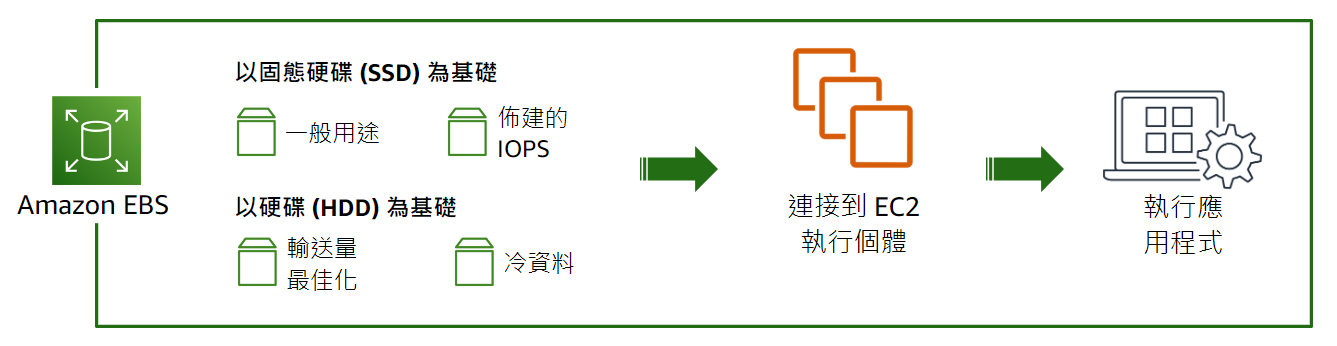 Amazon EBS
以固態硬碟 (SSD) 為基礎
一般用途
佈建的
IOPS
以硬碟 (HDD) 為基礎
輸送量
最佳化
冷資料
連接到 EC2
執行個體
執行應
用程式